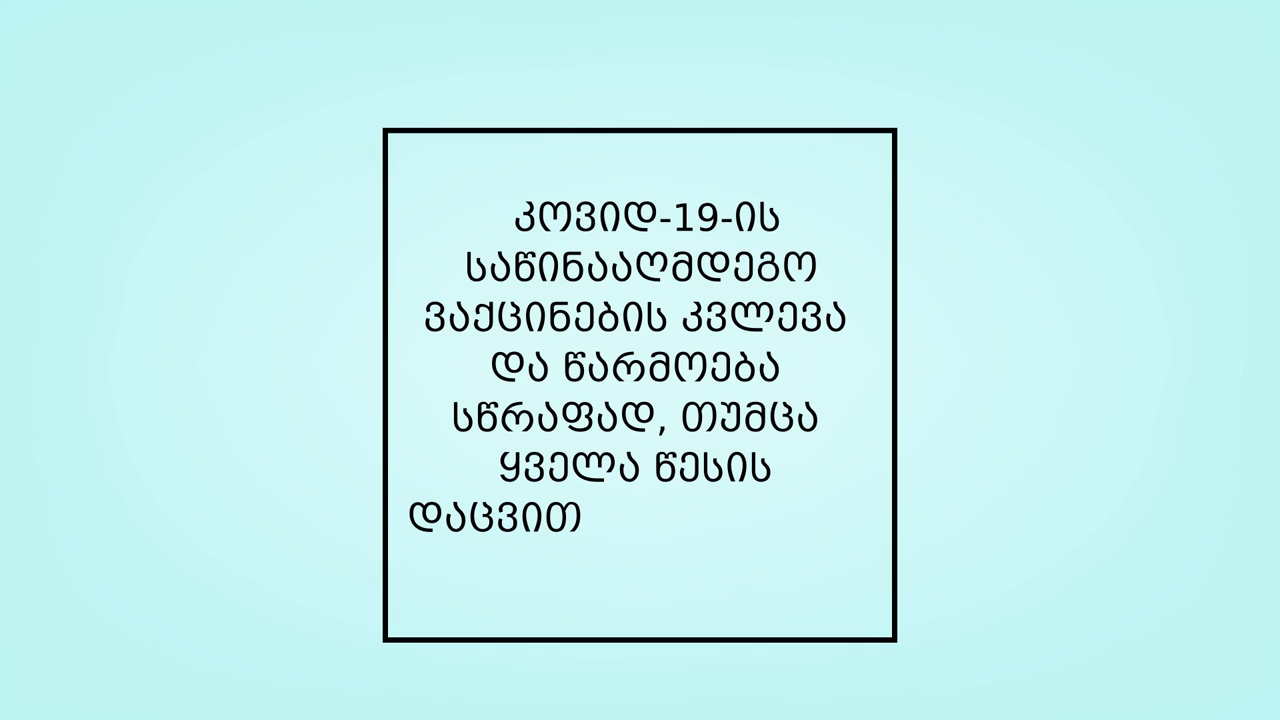 კოვიდ-19-ის
საწინააღმდეგო
ვაქცინების კვლევა
და წარმოება
სწრაფად, თუმცა
ყველა წესის
დაცვით